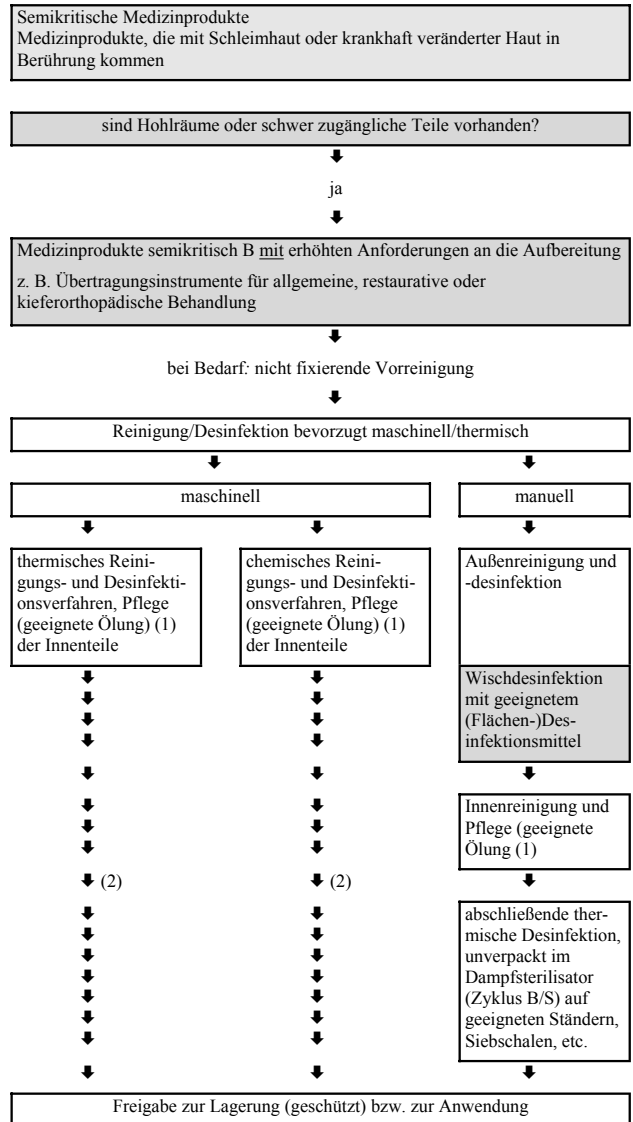 Semikritische Medizinprodukte
Medizinprodukte, die mit Schleimhaut oder krankhaft veränderter Haut in
Berührung kommen
sind Hohlräume oder schwer zugängliche Teile vorhanden?
ja
Medizinprodukte semikritisch B mit erhöhten Anforderungen an die Aufbereitung
z. B. Übertragungsinstrumente für allgemeine, restaurative oder
kieferorthopädische Behandlung
bei Bedarf: nicht fixierende Vorreinigung
Reinigung/Desinfektion bevorzugt maschinell/thermisch
maschinell
manuell
thermisches Reini-
gungs- und Desinfekti-
onsverfahren, Pflege
(geeignete Ölung) (1)
der Innenteile
chemisches Reini-
gungs- und Desinfekti-
onsverfahren, Pflege
(geeignete Ölung) (1)
der Innenteile
Außenreinigung und
-desinfektion
Wischdesinfektion
mit geeignetem
(Flächen-)Des-
infektionsmittel
Innenreinigung und
Pflege (geeignete
Ölung (1)
(2)
(2)
abschließende ther-
mische Desinfektion,
unverpackt im
Dampfsterilisator
(Zyklus B/S) auf
geeigneten Ständern,
Siebschalen, etc.
Freigabe zur Lagerung (geschützt) bzw. zur Anwendung